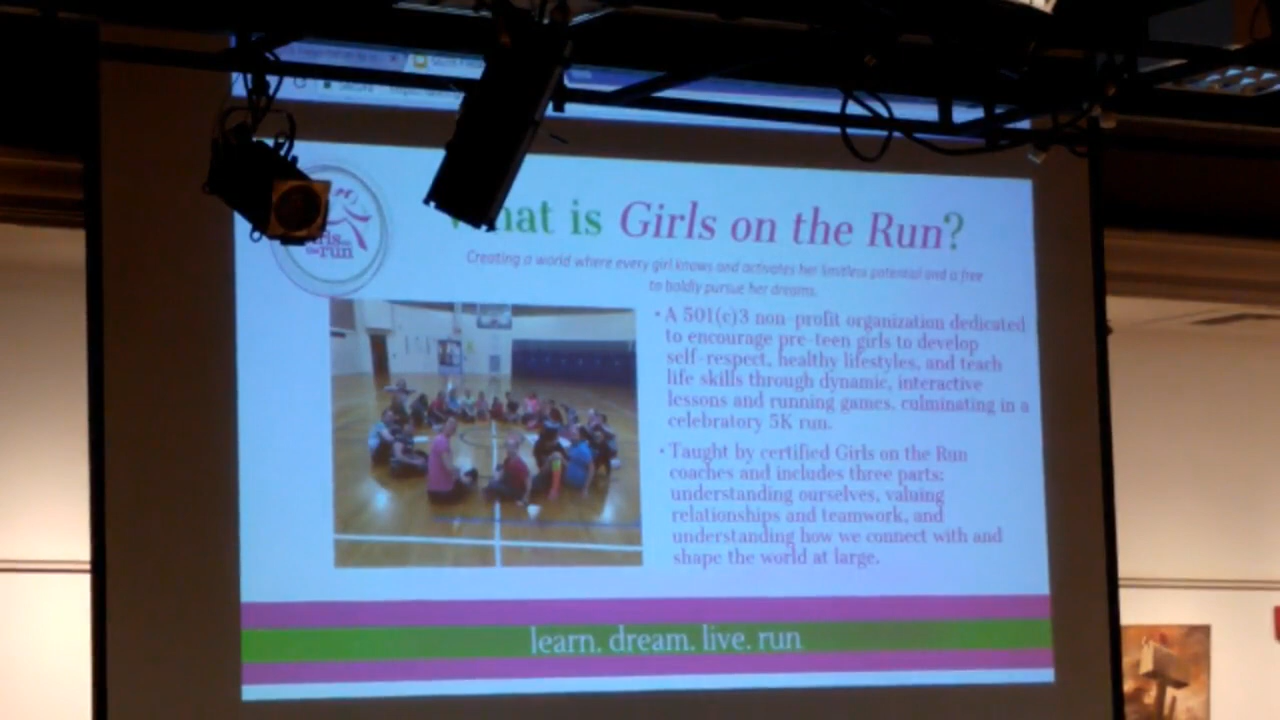 What is Girls on the Run?
Creating a world where every girl knows and activates her limitless potential and a free
to boldly pursue her dreams.
girls on
the run
• A 501(c)3 non-profit organization dedicated
to encourage pre-teen girls to develop
self-respect, healthy lifestyles, and teach
life skills through dynamic, interactive
lessons and running games, culminating in a
celebratory 5K run.
• Taught by certified Girls on the Run
coaches and includes three parts:
understanding ourselves, valuing
relationships and teamwork, and
understanding how we connect with and
shape the world at large.
learn. dream. live. run